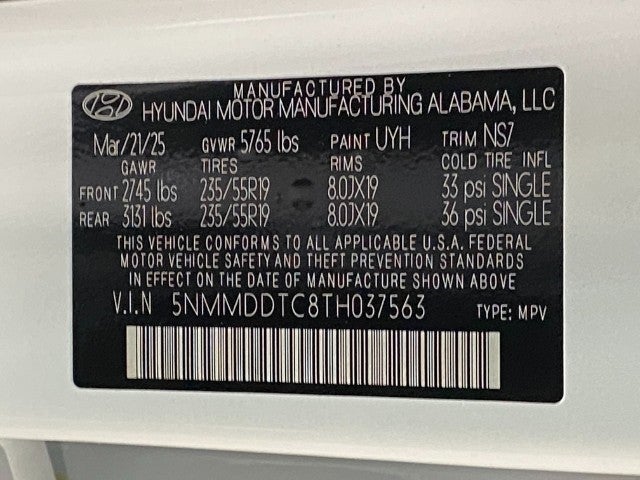 MANUFACTURED BY
HYUNDAI MOTOR MANUFACTURING ALABAMA, LLC
Mar/21/25 GVWR 5765 lbs PAINT UYH TRIM NS7
GAWR TIRES RIMS COLD TIRE INFL
FRONT 2745 lbs 235/55R19 8.0JX19 33 psi SINGLE
REAR 3131 lbs 235/55R19 8.0JX19 36 psi SINGLE
THIS VEHICLE CONFORMS TO ALL APPLICABLE U.S.A. FEDERAL
MOTOR VEHICLE SAFETY AND THEFT PREVENTION STANDARDS
IN EFFECT ON THE DATE OF MANUFACTURE SHOWN ABOVE
V.I.N 5NMMDDTC8TH037563 TYPE: MPV